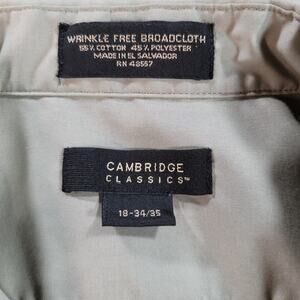 WRINKLE FREE BROADCLOTH
55% COTTON 45% POLYESTER
MADE IN EL SALVADOR
RN 48557
CAMBRIDGE
CLASSICS™
18-34/35